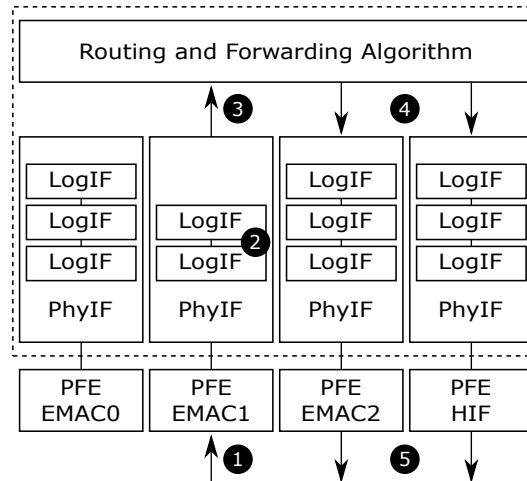 Routing and Forwarding Algorithm
3
4
LogIF
LogIF
LogIF
PhyIF
LogIF
2
LogIF
PhyIF
LogIF
LogIF
LogIF
PhyIF
LogIF
LogIF
LogIF
PhyIF
PFE
EMAC0
PFE
EMAC1
PFE
EMAC2
PFE
HIF
1
5